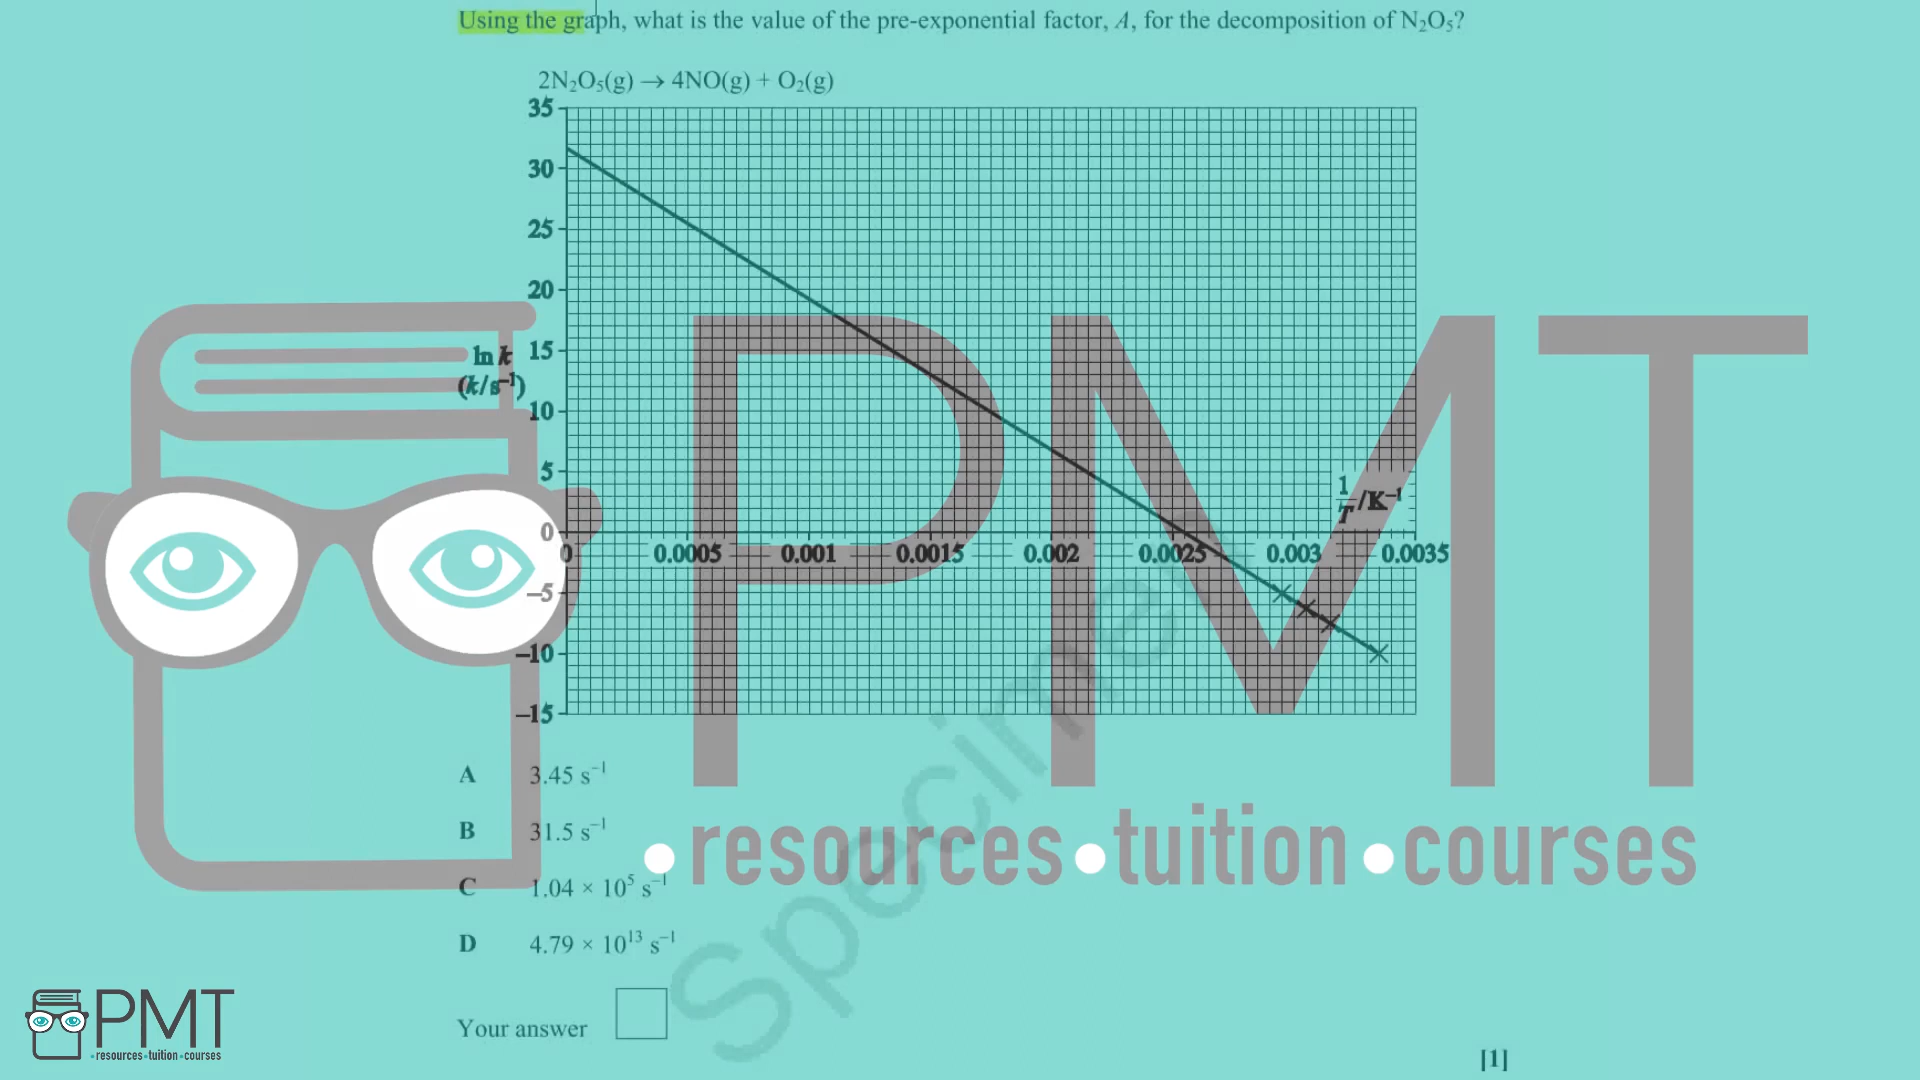 Using the graph, what is the value of the pre-exponential factor, A, for the decomposition of N₂O₅?
2N₂O₅(g) → 4NO(g) + O₂(g)
35
30
25
20
ln k 15
(k/s⁻¹)
10
5
1/T /K⁻¹
0
0 0.0005 0.001 0.0015 0.002 0.0025 0.003 0.0035
–5
–10
–15
PMT
•resources•tuition•courses
Specimen
A 3.45 s⁻¹
B 31.5 s⁻¹
C 1.04 × 10⁵ s⁻¹
D 4.79 × 10¹³ s⁻¹
Your answer
[1]
PMT
•resources•tuition•courses